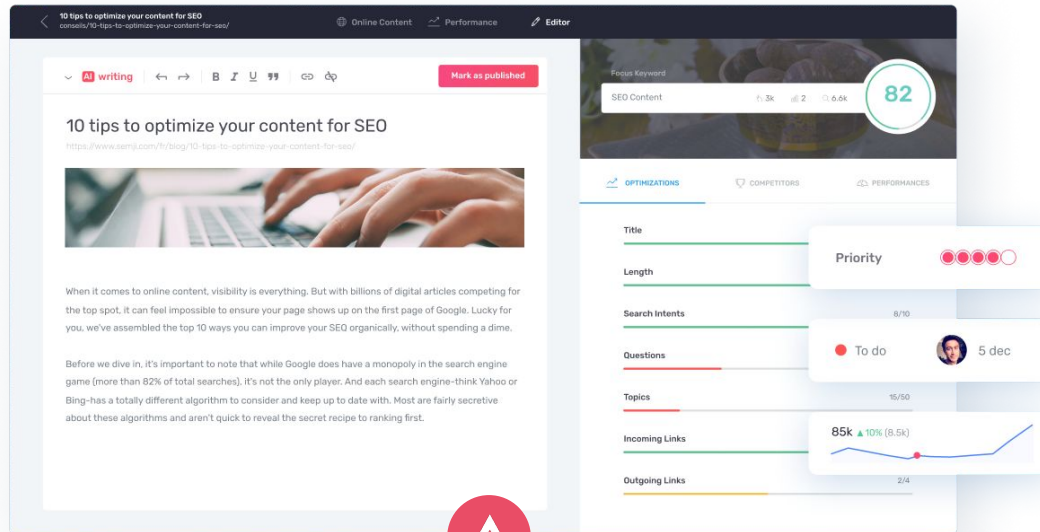 10 tips to optimize your content for SEO
conseils/10-tips-to-optimize-your-content-for-seo/
Online Content
Performance
Editor
AI writing
B I U
Mark as published
10 tips to optimize your content for SEO
https://www.semji.com/fr/blog/10-tips-to-optimize-your-content-for-seo/
When it comes to online content, visibility is everything. But with billions of digital articles competing for
the top spot, it can feel impossible to ensure your page shows up on the first page of Google. Lucky for
you, we've assembled the top 10 ways you can improve your SEO organically, without spending a dime.
Before we dive in, it's important to note that while Google does have a monopoly in the search engine
game (more than 82% of total searches), it's not the only player. And each search engine-think Yahoo or
Bing-has a totally different algorithm to consider and keep up to date with. Most are fairly secretive
about these algorithms and aren't quick to reveal the secret recipe to ranking first.
Focus Keyword
SEO Content
3k
2
6.6k
82
OPTIMIZATIONS
COMPETITORS
PERFORMANCES
Title
Length
Search Intents
8/10
Questions
Topics
15/50
Incoming Links
Outgoing Links
2/4
Priority
To do
5 dec
85k ▲ 10% (8.5k)